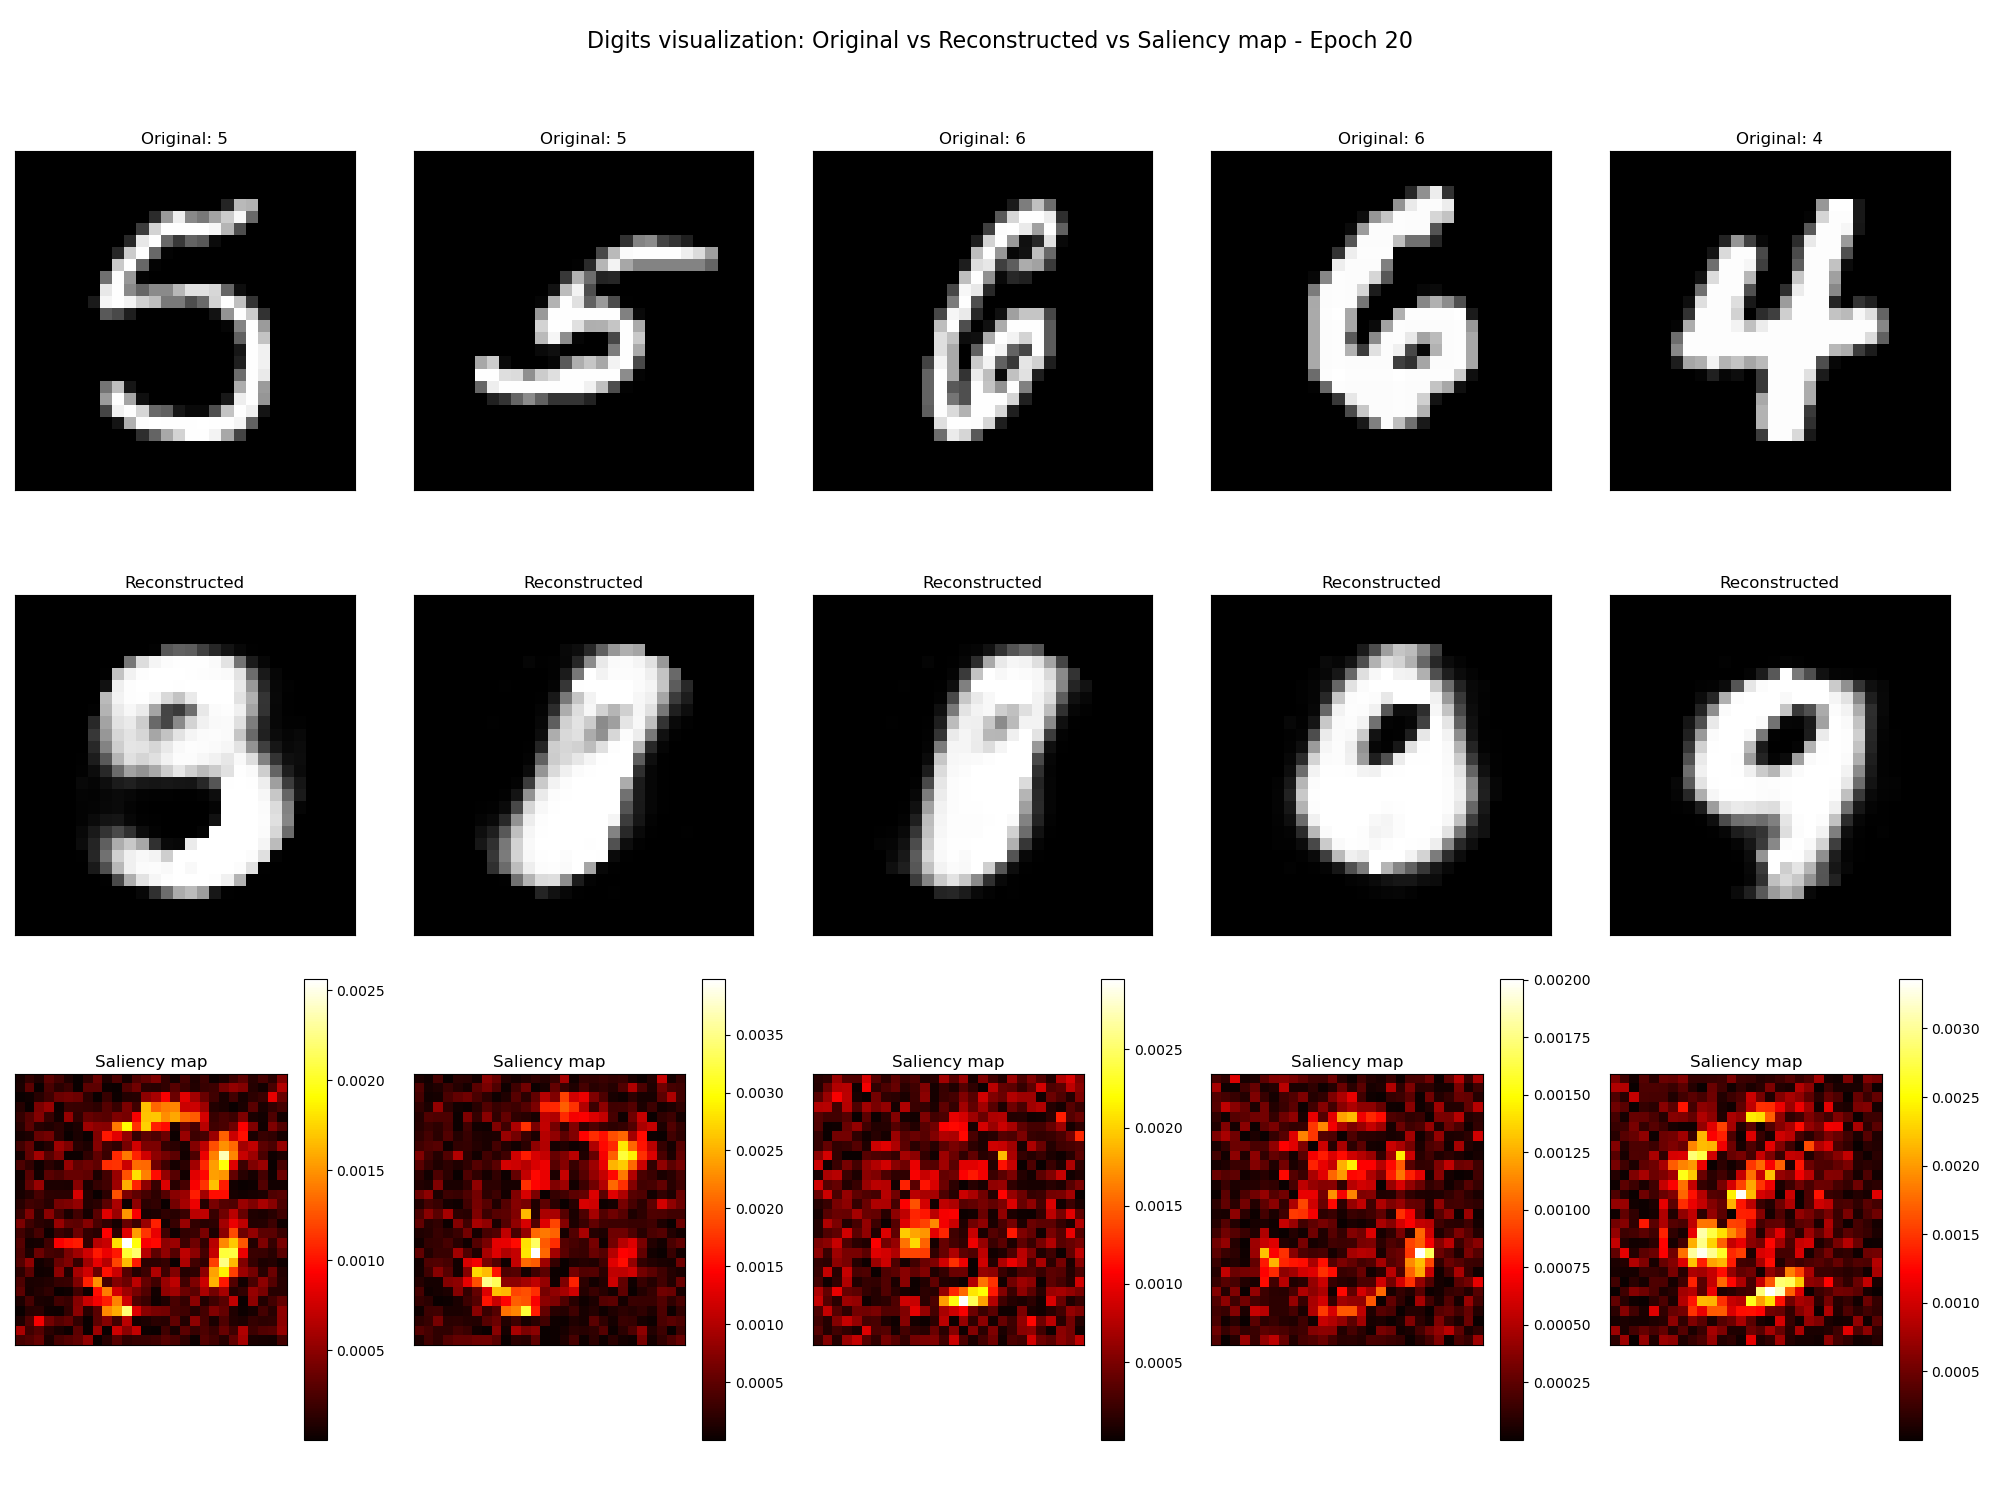 Digits visualization: Original vs Reconstructed vs Saliency map - Epoch 20
Original: 5
Original: 5
Original: 6
Original: 6
Original: 4
5
5
6
6
4
Reconstructed
Reconstructed
Reconstructed
Reconstructed
Reconstructed
Saliency map
0.0025
0.0020
0.0015
0.0010
0.0005
Saliency map
0.0035
0.0030
0.0025
0.0020
0.0015
0.0010
0.0005
Saliency map
0.0025
0.0020
0.0015
0.0010
0.0005
Saliency map
0.00200
0.00175
0.00150
0.00125
0.00100
0.00075
0.00050
0.00025
Saliency map
0.0030
0.0025
0.0020
0.0015
0.0010
0.0005